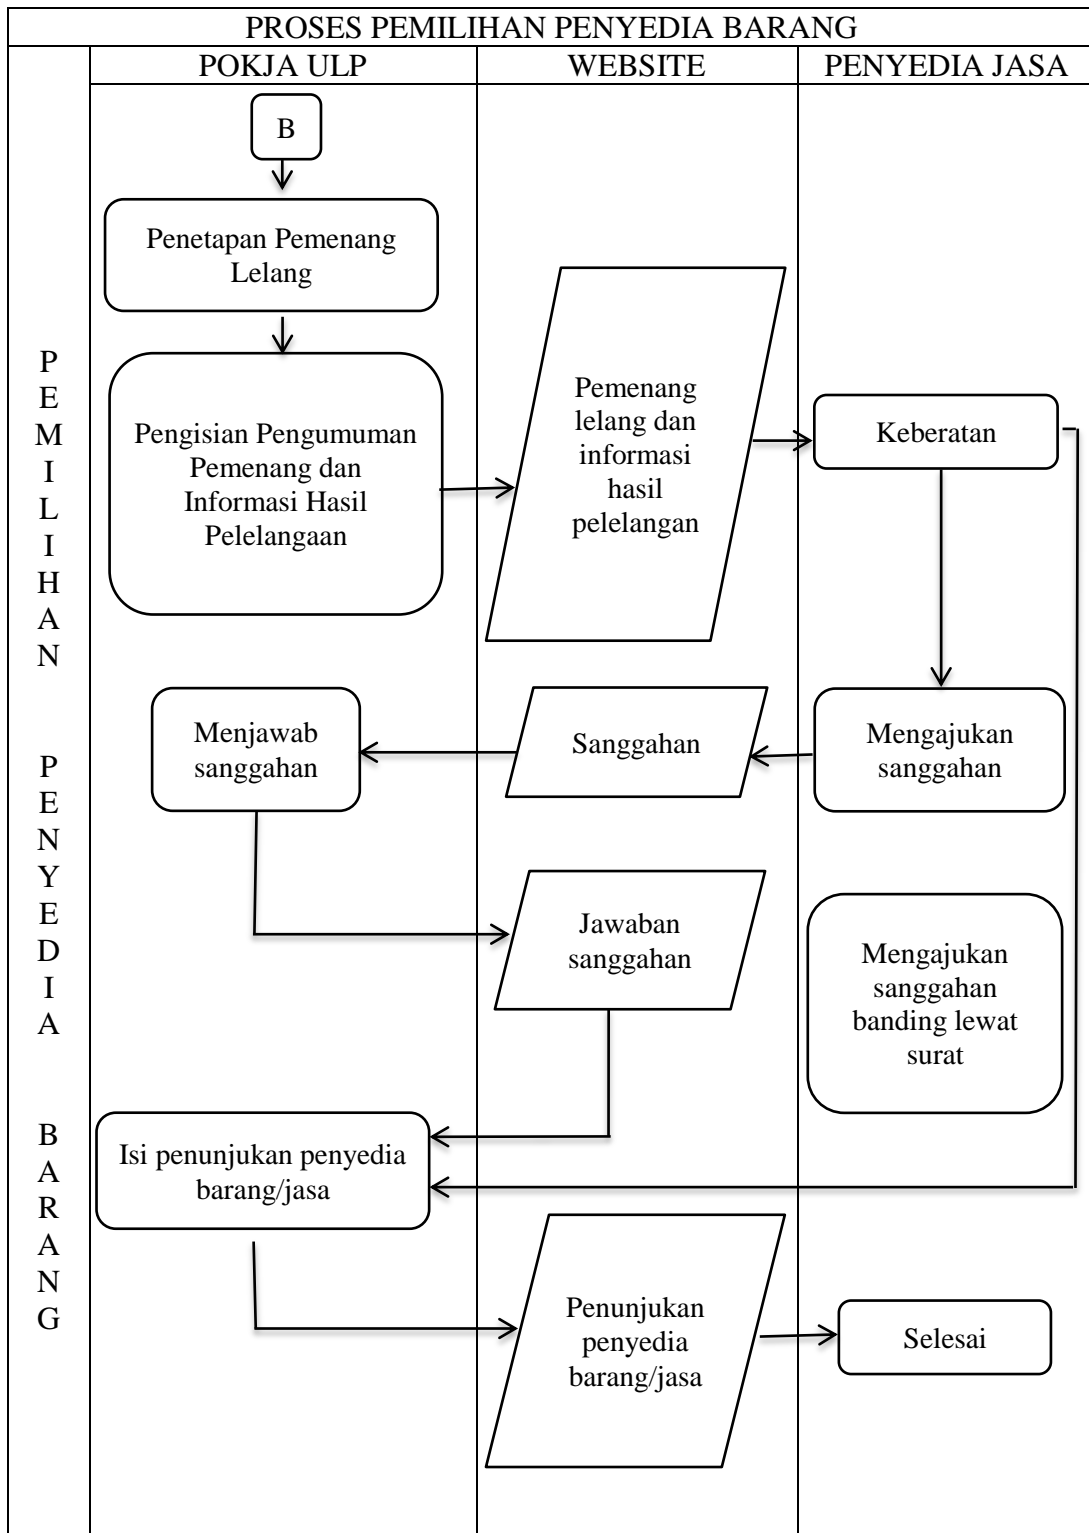 PROSES PEMILIHAN PENYEDIA BARANG
POKJA ULP
WEBSITE
PENYEDIA JASA
P
E
M
I
L
I
H
A
N
P
E
N
Y
E
D
I
A
B
A
R
A
N
G
B
Penetapan Pemenang
Lelang
Pengisian Pengumuman
Pemenang dan
Informasi Hasil
Pelelangaan
Pemenang
lelang dan
informasi
hasil
pelelangan
Keberatan
Menjawab
sanggahan
Sanggahan
Mengajukan
sanggahan
Jawaban
sanggahan
Mengajukan
sanggahan
banding lewat
surat
Isi penunjukan penyedia
barang/jasa
Penunjukan
penyedia
barang/jasa
Selesai